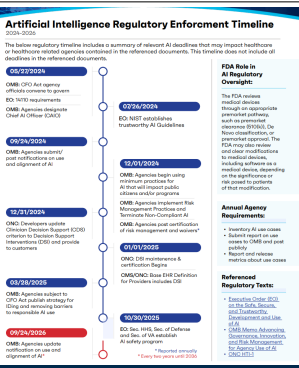 Artificial Intelligence Regulatory Enforcment Timeline
2024-2026
The below regulatory timeline includes a summary of relevant AI deadlines that may impact healthcare
or healthcare related agencies contained in the referenced documents. This timeline does not include all
deadlines in the referenced documents.
05/27/2024
OMB: CFO Act agency
officials convene to govern
EO: 14110 requirements
OMB: Agencies designate
Chief AI Officer (CAIO)
07/26/2024
EO: NIST establishes
trustworthy AI Guidelines
09/24/2024
OMB: Agencies submit/
post notifications on use
and alignment of AI*
12/01/2024
OMB: Agencies begin using
minimum practices for
AI that will impact public
citizens and/or programs
OMB: Agencies implement Risk
Management Practices and
Terminate Non-Compliant AI
OMB: Agencies post certification
of risk management and waivers*
12/31/2024
ONC: Developers update
Clinician Decision Support (CDS)
criterion to Decision Support
Interventions (DSI) and provide
to customers
01/01/2025
ONC: DSI maintenance &
certification Begins
CMS/ONC: Base EHR Definition
for Providers includes DSI
03/28/2025
OMB: Agencies subject to
CFO Act publish strategy for
IDing and removing barriers
to responsible AI use
10/30/2025
EO: Sec. HHS, Sec. of Defense
and Sec. of VA establish
AI safety program
09/24/2026
OMB: Agencies update
notification on use and
alignment of AI*
* Reported annually
* Every two years until 2036
FDA Role in
AI Regulatory
Oversight:
The FDA reviews
medical devices
through an appropriate
premarket pathway,
such as premarket
clearance (510(k)), De
Novo classification, or
premarket approval. The
FDA may also review
and clear modifications
to medical devices,
including software as a
medical device, depending
on the significance or
risk posed to patients
of that modification.
Annual Agency
Requirements:
• Inventory AI use cases
• Submit report on use
cases to OMB and post
publicly
• Report and release
metrics about use cases
Referenced
Regulatory Texts:
• Executive Order (EO)
on the Safe, Secure,
and Trustworthy,
Development and Use
of AI
• OMB Memo Advancing
Governance, Innovation,
and Risk Management
for Agency Use of AI
• ONC HTI-1